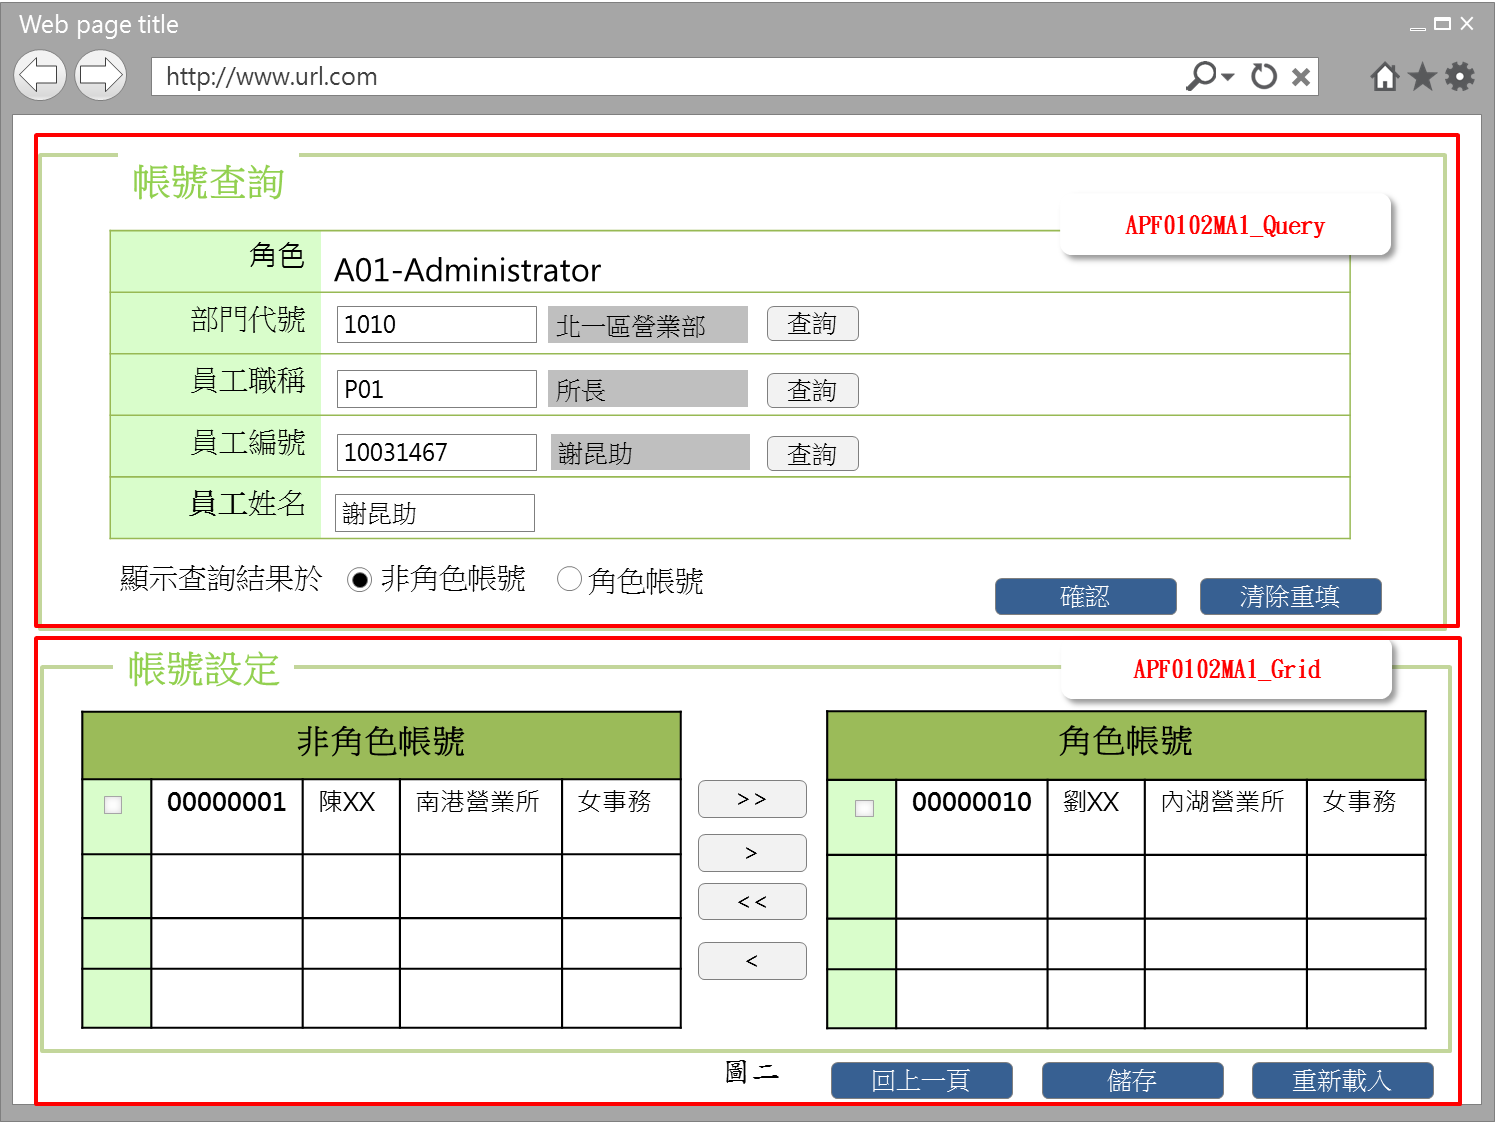 Web page title
http://www.url.com
帳號查詢
APF0102MA1_Query
角色
A01-Administrator
部門代號 1010 北一區營業部 查詢
員工職稱 P01 所長 查詢
員工編號 10031467 謝昆助 查詢
員工姓名 謝昆助
顯示查詢結果於 非角色帳號 角色帳號
確認 清除重填
帳號設定
APF0102MA1_Grid
非角色帳號
00000001 陳XX 南港營業所 女事務
>>
>
<<
<
角色帳號
00000010 劉XX 內湖營業所 女事務
圖二
回上一頁 儲存 重新載入